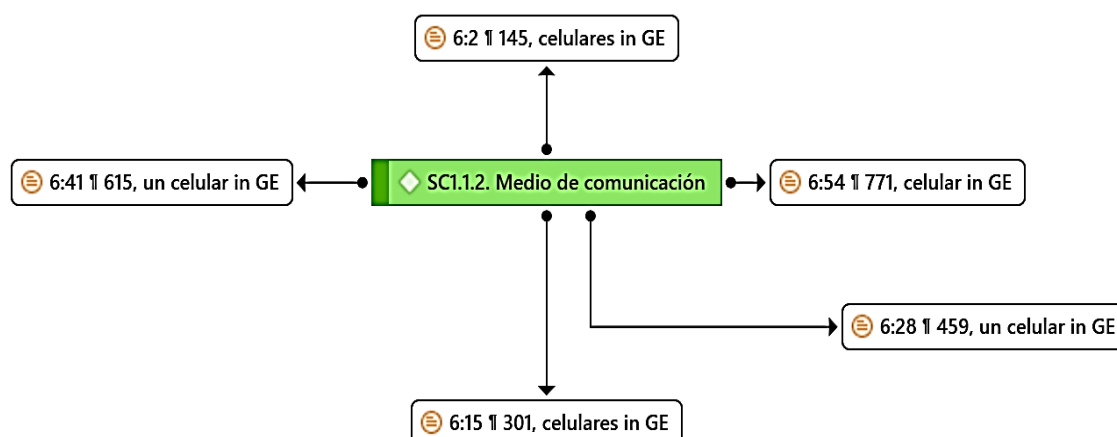 6:2 ¶ 145, celulares in GE
6:41 ¶ 615, un celular in GE
SC1.1.2. Medio de comunicación
6:54 ¶ 771, celular in GE
6:28 ¶ 459, un celular in GE
6:15 ¶ 301, celulares in GE